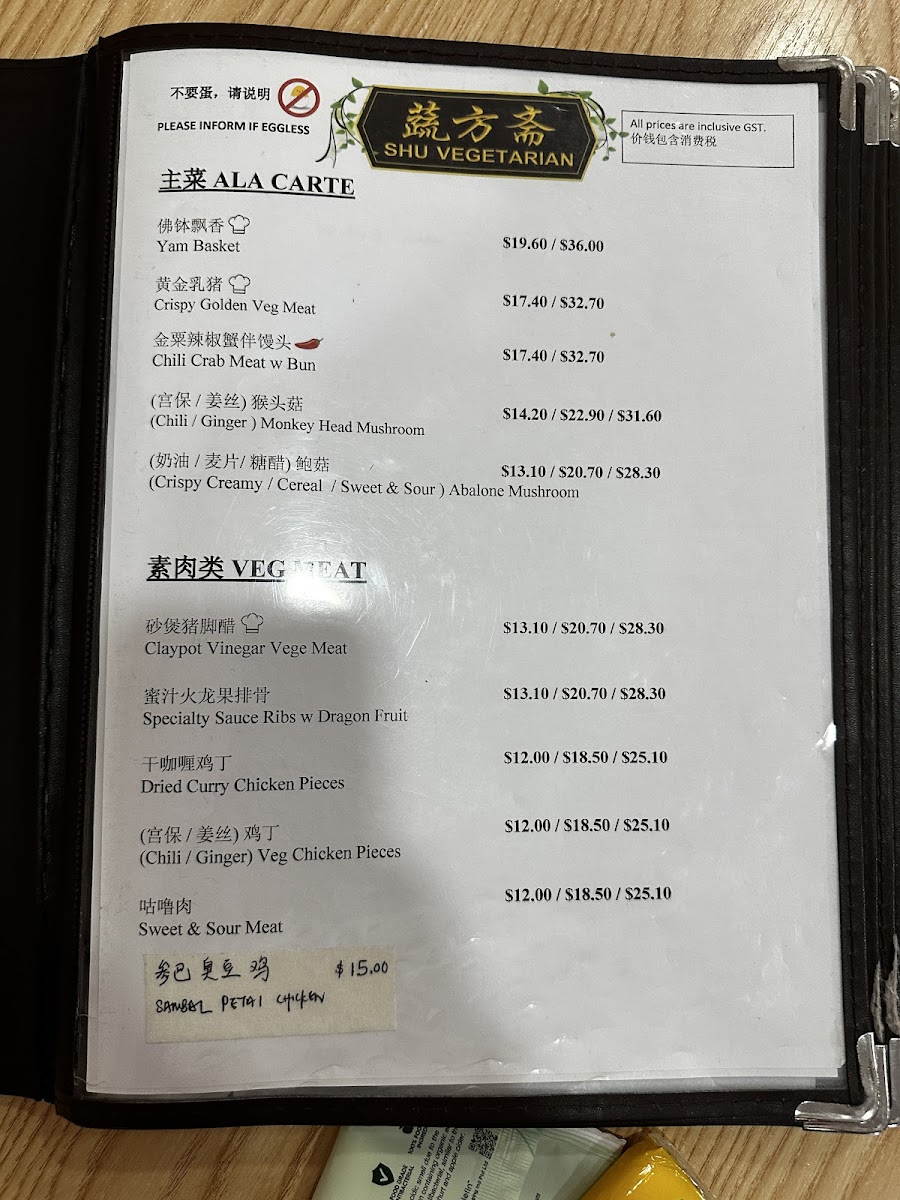 不要蛋，请说明
PLEASE INFORM IF EGGLESS
蔬方斋
SHU VEGETARIAN
All prices are inclusive GST.
价钱包含消费税
主菜 ALA CARTE
佛钵飘香
Yam Basket
$19.60 / $36.00
黄金乳猪
Crispy Golden Veg Meat
$17.40 / $32.70
金粟辣椒蟹伴馒头
Chili Crab Meat w Bun
$17.40 / $32.70
(宫保 / 姜丝) 猴头菇
(Chili / Ginger ) Monkey Head Mushroom
$14.20 / $22.90 / $31.60
(奶油 / 麦片/ 糖醋) 鲍菇
(Crispy Creamy / Cereal / Sweet & Sour ) Abalone Mushroom
$13.10 / $20.70 / $28.30
素肉类 VEG MEAT
砂煲猪脚醋
Claypot Vinegar Vege Meat
$13.10 / $20.70 / $28.30
蜜汁火龙果排骨
Specialty Sauce Ribs w Dragon Fruit
$13.10 / $20.70 / $28.30
干咖喱鸡丁
Dried Curry Chicken Pieces
$12.00 / $18.50 / $25.10
(宫保 / 姜丝) 鸡丁
(Chili / Ginger) Veg Chicken Pieces
$12.00 / $18.50 / $25.10
咕噜肉
Sweet & Sour Meat
$12.00 / $18.50 / $25.10
参巴臭豆鸡 $15.00
SAMBAL PETAI CHICKEN
FOOD GRADE